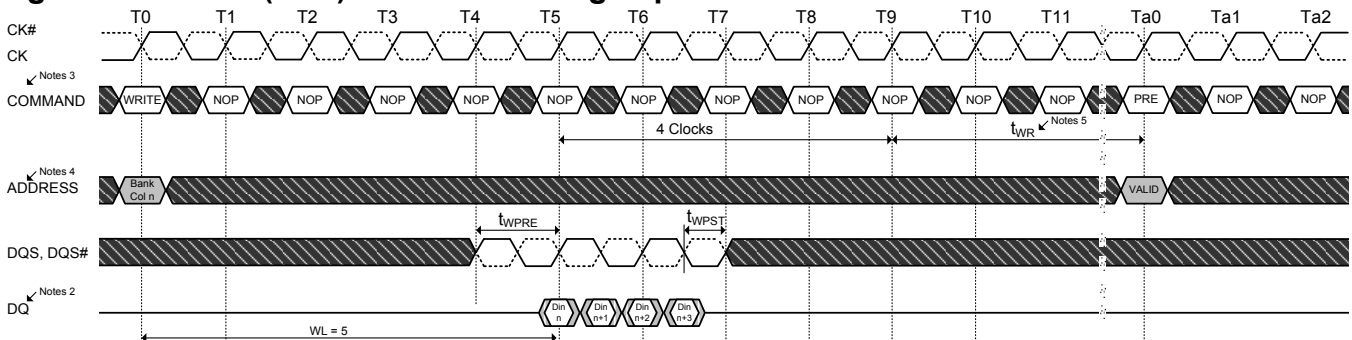 T0 T1 T2 T3 T4 T5 T6 T7 T8 T9 T10 T11 Ta0 Ta1 Ta2
CK#
CK
Notes 3
COMMAND WRITE NOP NOP NOP NOP NOP NOP NOP NOP NOP NOP NOP PRE NOP NOP
4 Clocks tWR Notes 5
Notes 4
ADDRESS Bank Col n VALID
tWPRE tWPST
DQS, DQS#
Notes 2
DQ Din n Din n+1 Din n+2 Din n+3
WL = 5